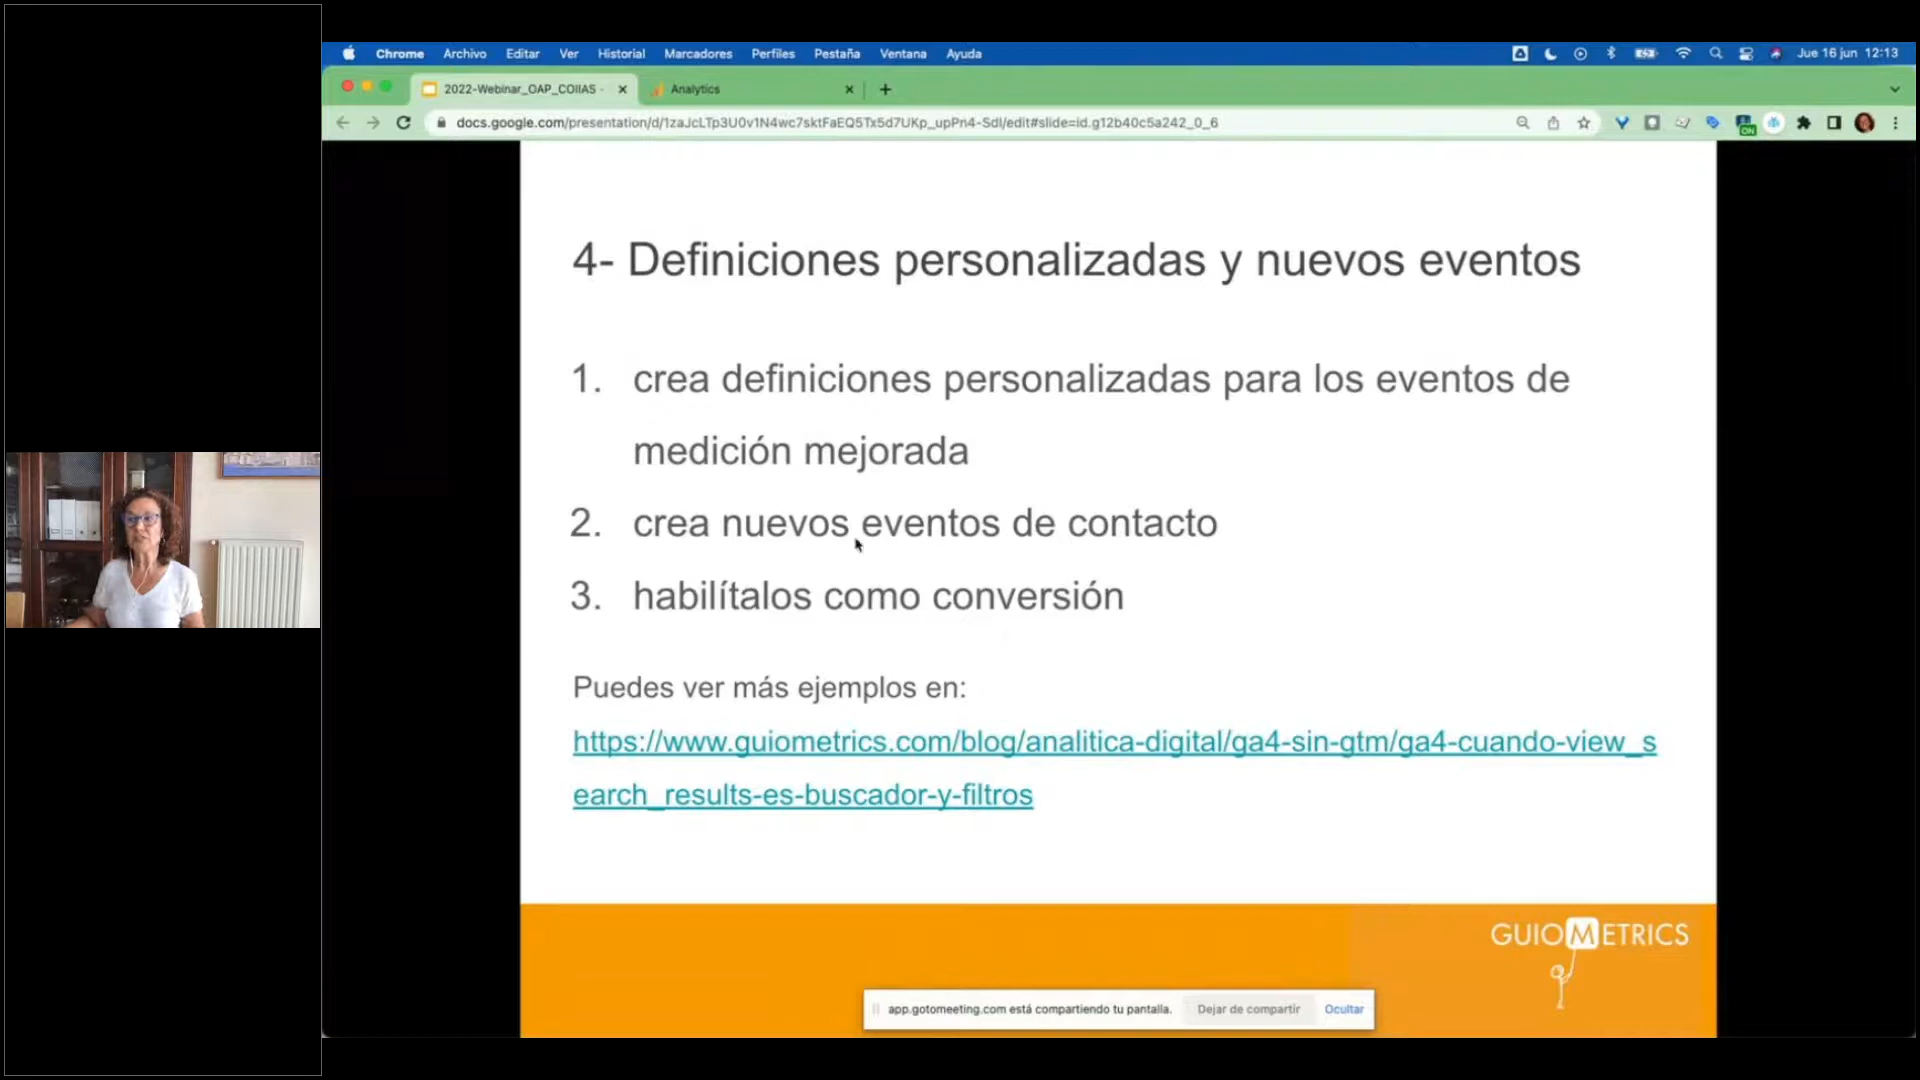 Chrome Archivo Editar Ver Historial Marcadores Perfiles Pestaña Ventana Ayuda Jue 16 jun 12:13
2022-Webinar_OAP_COIIAS - Analytics
docs.google.com/presentation/d/1zaJcLTp3U0v1N4wc7sktFaEQ5Tx5d7UKp_upPn4-SdI/edit#slide=id.g12b40c5a242_0_6
ON
4- Definiciones personalizadas y nuevos eventos
1. crea definiciones personalizadas para los eventos de
medición mejorada
2. crea nuevos eventos de contacto
3. habilítalos como conversión
Puedes ver más ejemplos en:
https://www.guiometrics.com/blog/analitica-digital/ga4-sin-gtm/ga4-cuando-view_s
earch_results-es-buscador-y-filtros
GUIOMETRICS
app.gotomeeting.com está compartiendo tu pantalla. Dejar de compartir Ocultar